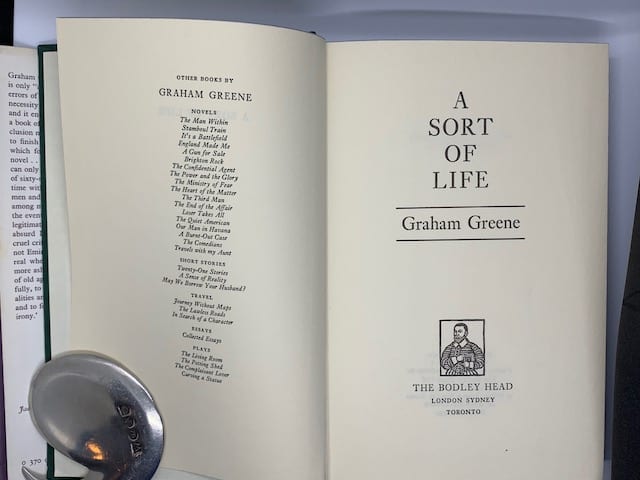 Graham
is only "
errors of
necessity
and it en
a book of
clusion n
to finish
which fo
novel . .
can only
of sixty-
time with
men and
among m
the even
legitimat
absurd
cruel cri
not Emi
real whe
more ash
of old ag
fully, to
alities an
and to f
irony.'
0 370
OTHER BOOKS BY
GRAHAM GREENE
NOVELS
The Man Within
Stamboul Train
It's a Battlefield
England Made Me
A Gun for Sale
Brighton Rock
The Confidential Agent
The Power and the Glory
The Ministry of Fear
The Heart of the Matter
The Third Man
The End of the Affair
Loser Takes All
The Quiet American
Our Man in Havana
A Burnt-Out Case
The Comedians
Travels with my Aunt
SHORT STORIES
Twenty-One Stories
A Sense of Reality
May We Borrow Your Husband?
TRAVEL
Journey Without Maps
The Lawless Roads
In Search of a Character
ESSAYS
Collected Essays
PLAYS
The Living Room
The Potting Shed
The Complaisant Lover
Carving a Statue
A
SORT
OF
LIFE
Graham Greene
THE BODLEY HEAD
LONDON SYDNEY
TORONTO